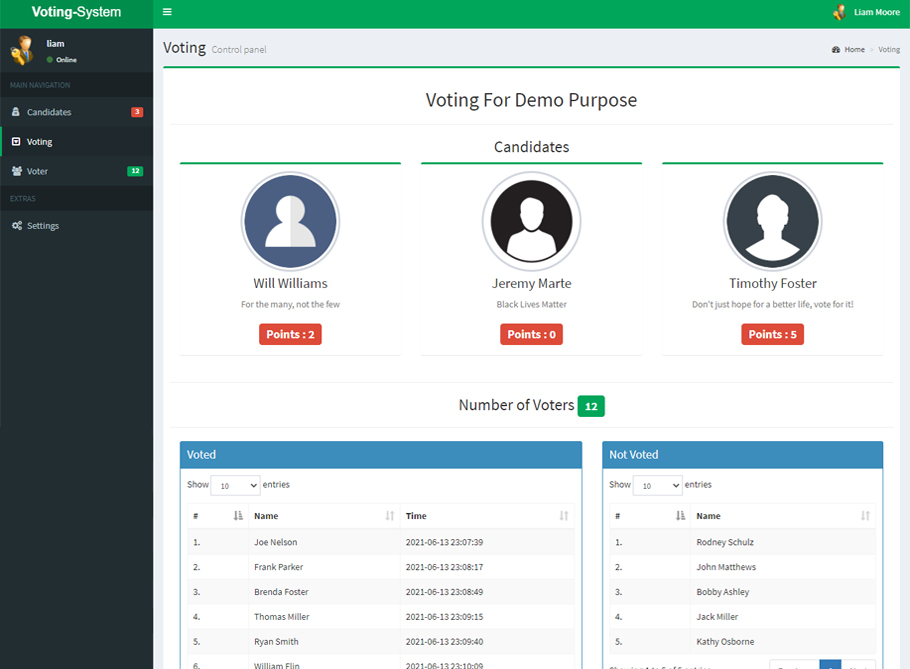 Voting-System
Liam Moore
liam
Online
MAIN NAVIGATION
Candidates 3
Voting
Voter 12
EXTRAS
Settings
Voting Control panel
Home > Voting
Voting For Demo Purpose
Candidates
Will Williams
For the many, not the few
Points : 2
Jeremy Marte
Black Lives Matter
Points : 0
Timothy Foster
Don't just hope for a better life, vote for it!
Points : 5
Number of Voters 12
Voted
Show 10 entries
# Name Time
1. Joe Nelson 2021-06-13 23:07:39
2. Frank Parker 2021-06-13 23:08:17
3. Brenda Foster 2021-06-13 23:08:49
4. Thomas Miller 2021-06-13 23:09:15
5. Ryan Smith 2021-06-13 23:09:40
6. William Flin 2021-06-13 23:10:09
Not Voted
Show 10 entries
# Name
1. Rodney Schulz
2. John Matthews
3. Bobby Ashley
4. Jack Miller
5. Kathy Osborne